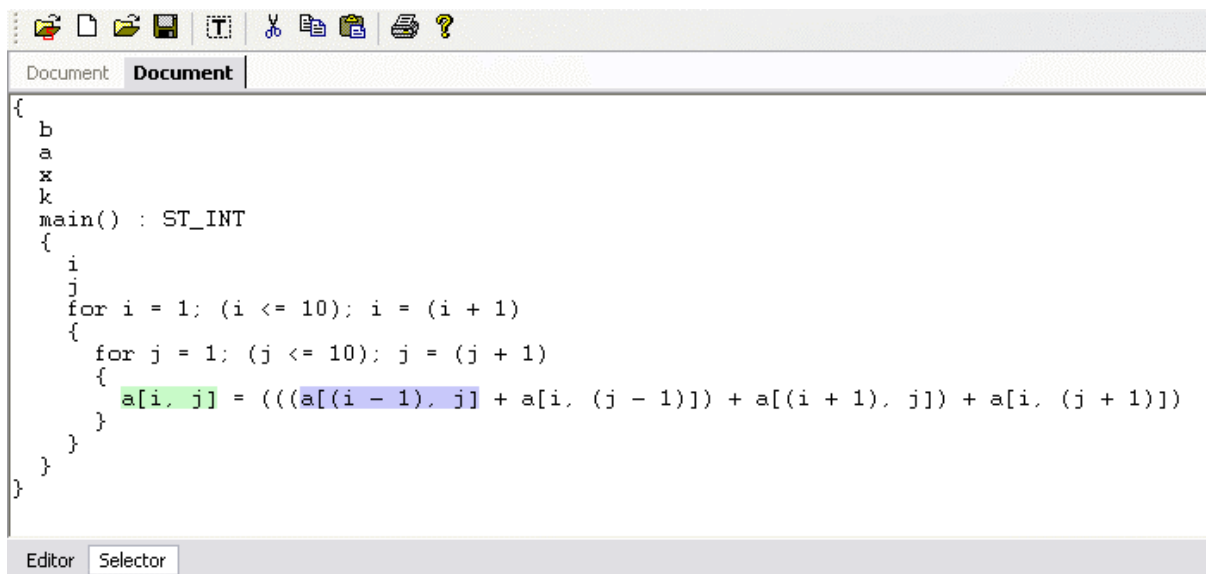 Document Document
{
b
a
x
k
main() : ST_INT
{
i
j
for i = 1; (i <= 10); i = (i + 1)
{
for j = 1; (j <= 10); j = (j + 1)
{
a[i, j] = (((a[(i - 1), j] + a[i, (j - 1)]) + a[(i + 1), j]) + a[i, (j + 1)])
}
}
}
}
Editor Selector